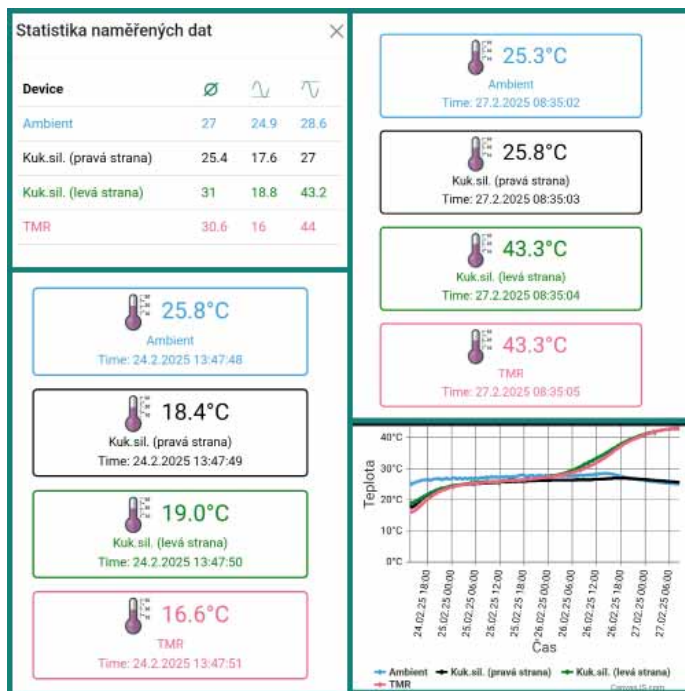 Statistika naměřených dat
Device Ø
Ambient 27 24.9 28.6
Kuk.sil. (pravá strana) 25.4 17.6 27
Kuk.sil. (levá strana) 31 18.8 43.2
TMR 30.6 16 44
25.8°C
Ambient
Time: 24.2.2025 13:47:48
18.4°C
Kuk.sil. (pravá strana)
Time: 24.2.2025 13:47:49
19.0°C
Kuk.sil. (levá strana)
Time: 24.2.2025 13:47:50
16.6°C
TMR
Time: 24.2.2025 13:47:51
25.3°C
Ambient
Time: 27.2.2025 08:35:02
25.8°C
Kuk.sil. (pravá strana)
Time: 27.2.2025 08:35:03
43.3°C
Kuk.sil. (levá strana)
Time: 27.2.2025 08:35:04
43.3°C
TMR
Time: 27.2.2025 08:35:05
Teplota
40°C
30°C
20°C
10°C
0°C
24.02.25 18:00
25.02.25 00:00
25.02.25 06:00
25.02.25 12:00
25.02.25 18:00
26.02.25 00:00
26.02.25 06:00
26.02.25 12:00
26.02.25 18:00
27.02.25 00:00
27.02.25 06:00
Čas
Ambient Kuk.sil. (pravá strana) Kuk.sil. (levá strana)
TMR
CanvasJS.com